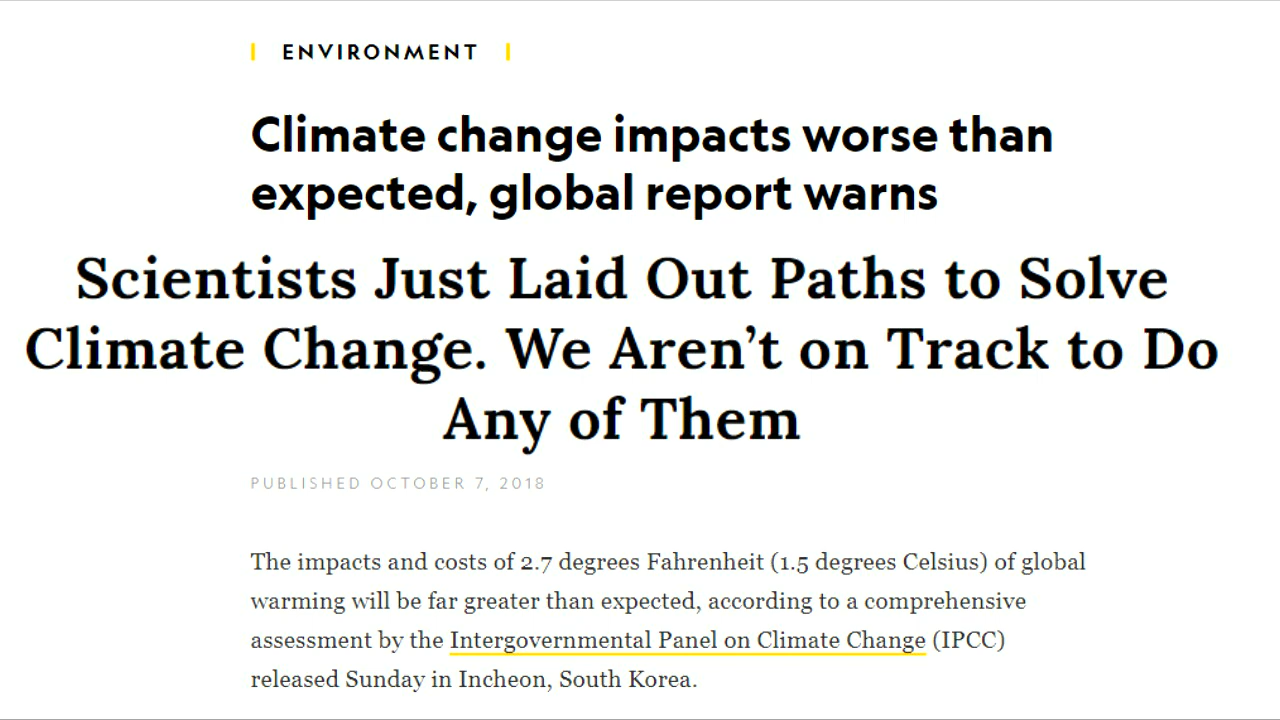 ENVIRONMENT
Climate change impacts worse than
expected, global report warns
Scientists Just Laid Out Paths to Solve
Climate Change. We Aren’t on Track to Do
Any of Them
PUBLISHED OCTOBER 7, 2018
The impacts and costs of 2.7 degrees Fahrenheit (1.5 degrees Celsius) of global
warming will be far greater than expected, according to a comprehensive
assessment by the Intergovernmental Panel on Climate Change (IPCC)
released Sunday in Incheon, South Korea.